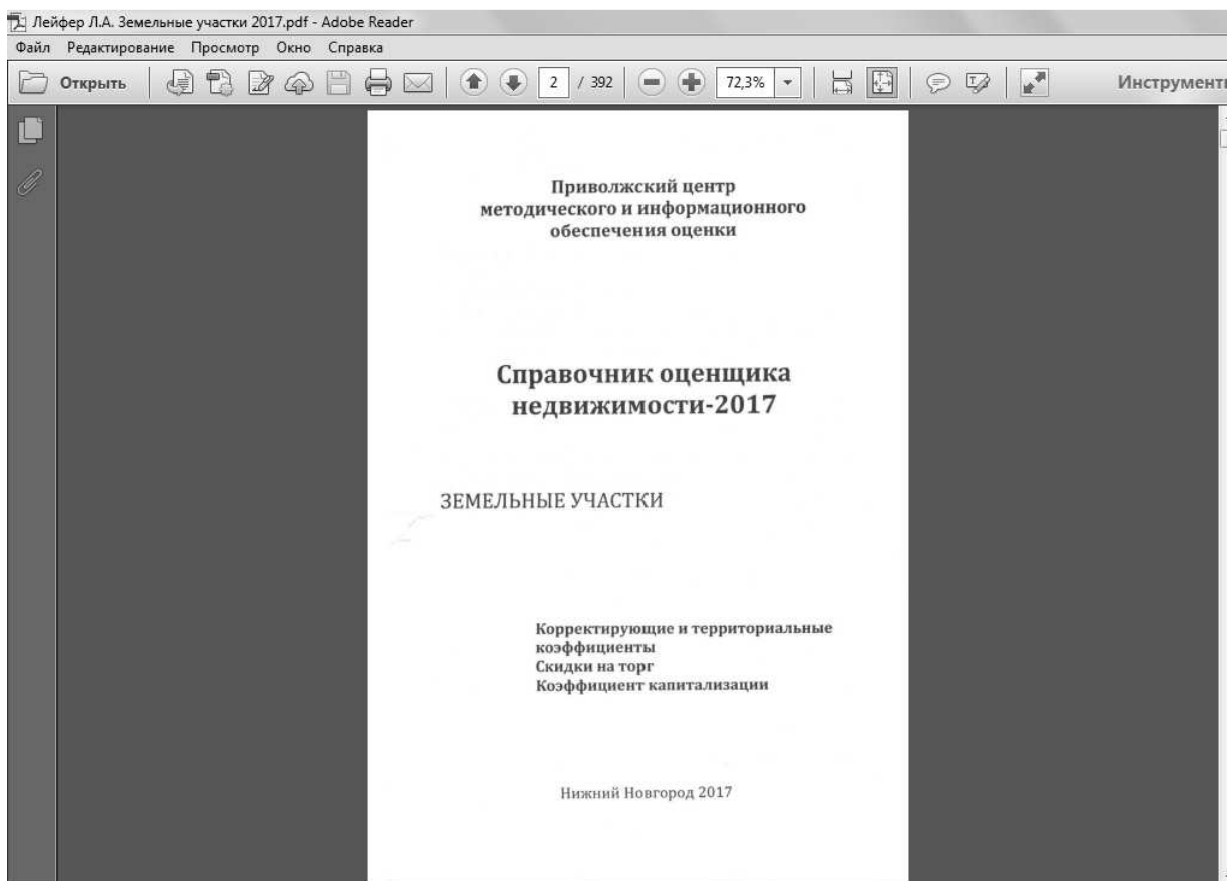 Лейфер Л.А. Земельные участки 2017.pdf - Adobe Reader
Файл Редактирование Просмотр Окно Справка
Открыть 2 / 392 72,3% Инструменты
Приволжский центр
методического и информационного
обеспечения оценки
Справочник оценщика
недвижимости-2017
ЗЕМЕЛЬНЫЕ УЧАСТКИ
Корректирующие и территориальные
коэффициенты
Скидки на торг
Коэффициент капитализации
Нижний Новгород 2017